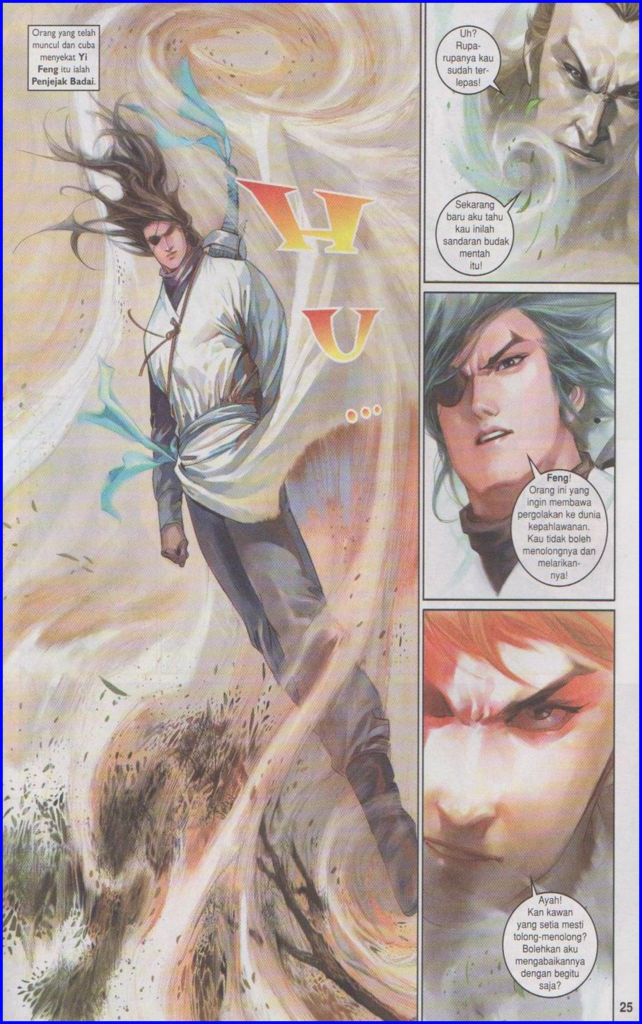 Orang yang telah
muncul dan cuba
menyekat Yi
Feng itu ialah
Penjejak Badai.
HU...
Uh?
Rupa-
rupanya kau
sudah ter-
lepas!
Sekarang
baru aku tahu
kau inilah
sandaran budak
mentah
itu!
Feng!
Orang ini yang
ingin membawa
pergolakan ke dunia
kepahlawanan.
Kau tidak boleh
menolongnya dan
melarikan-
nya!
Ayah!
Kan kawan
yang setia mesti
tolong-menolong?
Bolehkan aku
mengabaikannya
dengan begitu
saja?
25